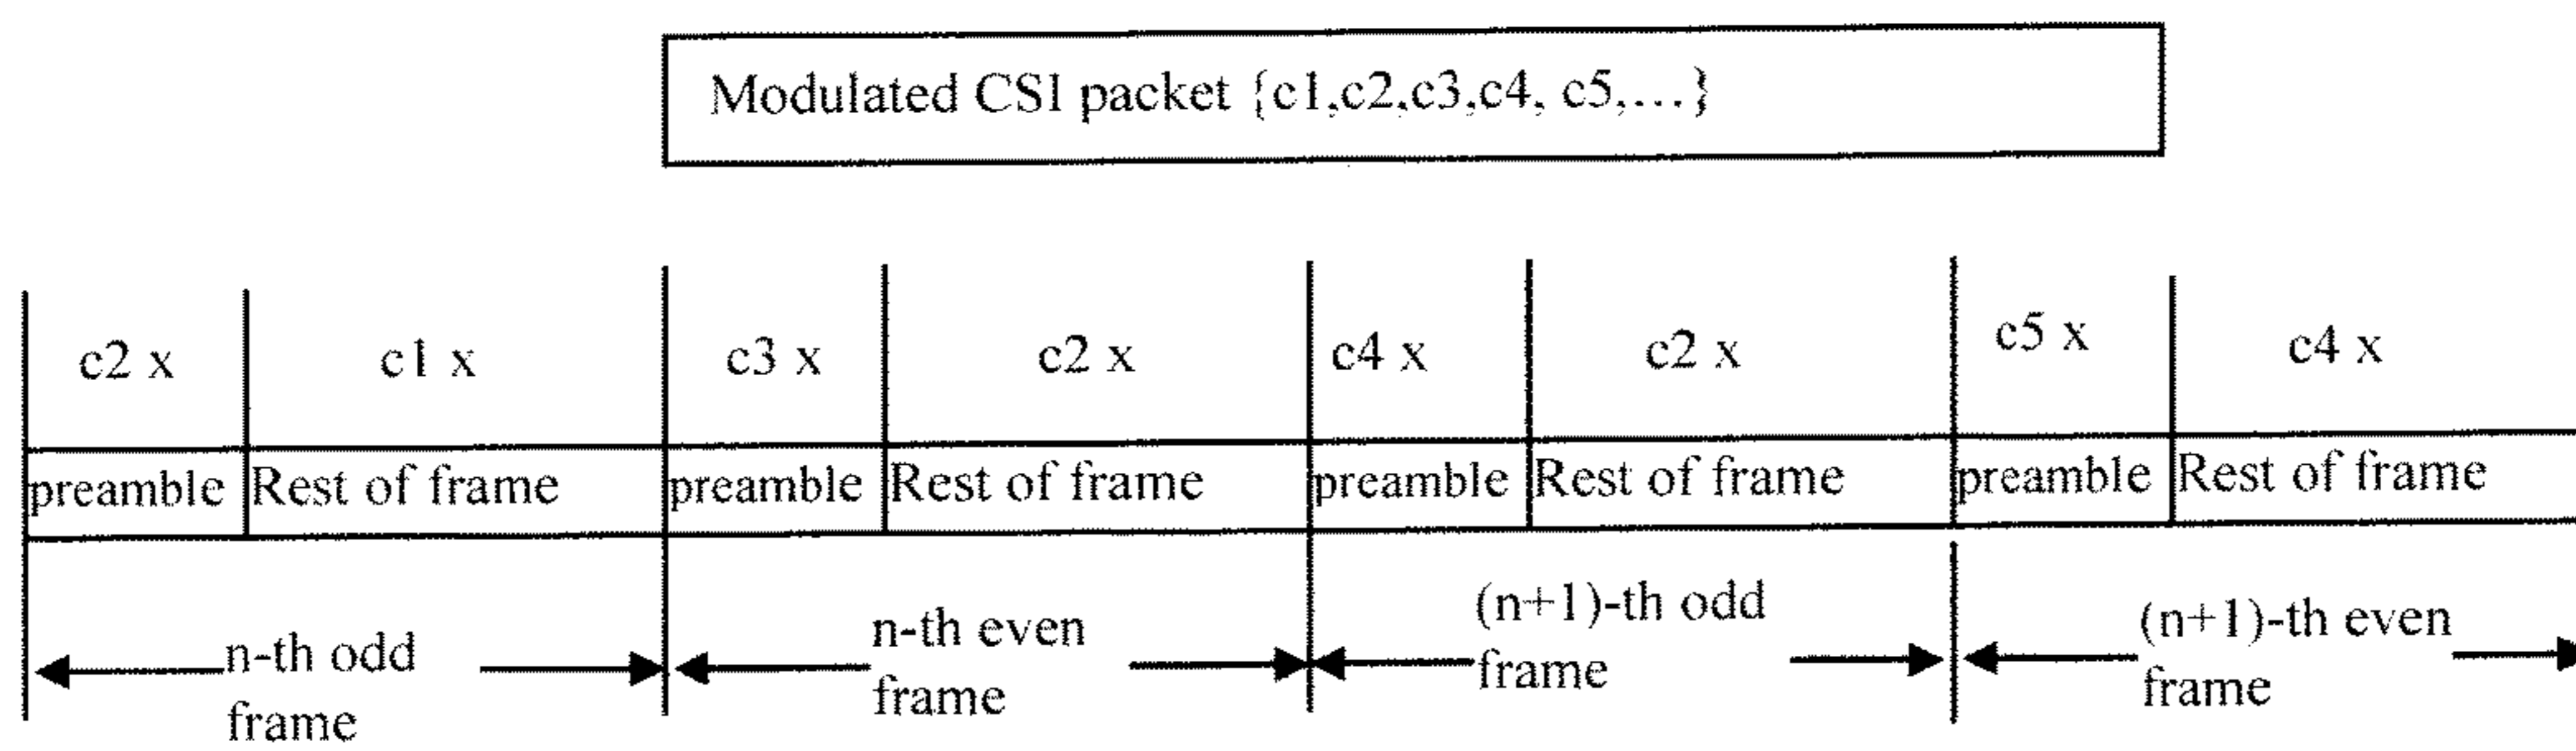 Modulated CSI packet {c1,c2,c3,c4, c5,...}
c2 x c1 x c3 x c2 x c4 x c2 x c5 x c4 x
preamble Rest of frame preamble Rest of frame preamble Rest of frame preamble Rest of frame
n-th odd
frame
n-th even
frame
(n+1)-th odd
frame
(n+1)-th even
frame